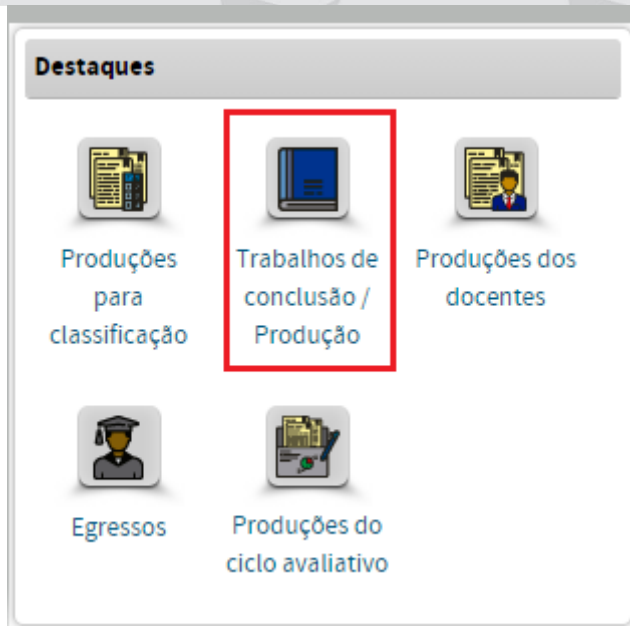 Destaques
Produções
para
classificação
Trabalhos de
conclusão /
Produção
Produções dos
docentes
Egressos
Produções do
ciclo avaliativo